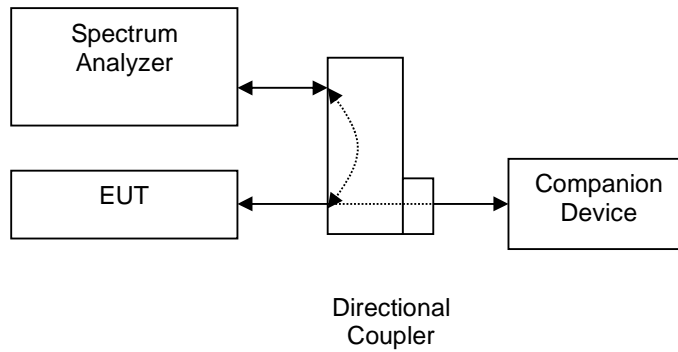 Spectrum
Analyzer
EUT
Companion
Device
Directional
Coupler